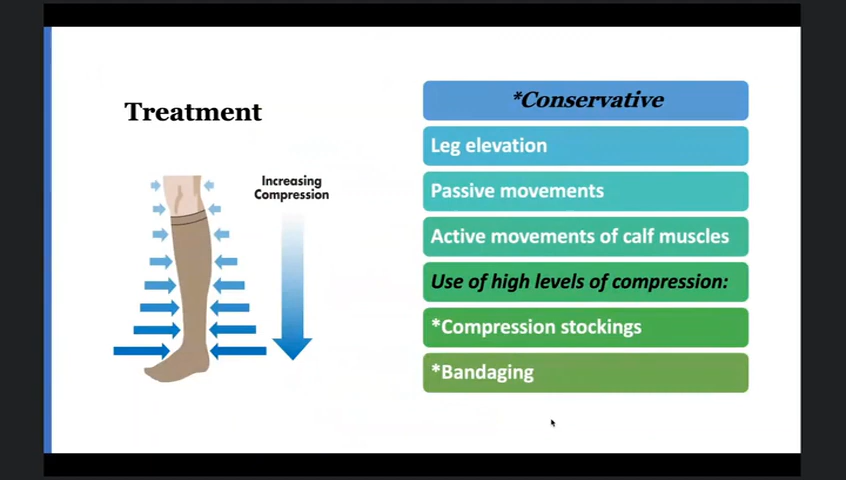 Treatment
Increasing
Compression
*Conservative
Leg elevation
Passive movements
Active movements of calf muscles
Use of high levels of compression:
*Compression stockings
*Bandaging